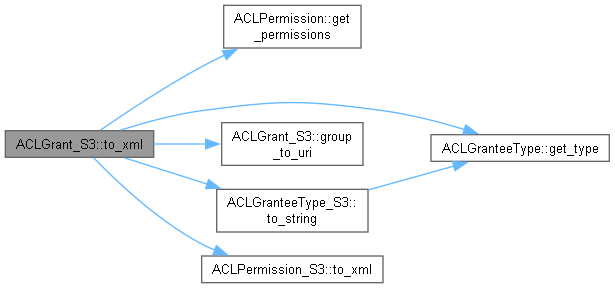 ACLPermission::get
_permissions
ACLGrant_S3::to_xml
ACLGrant_S3::group
_to_uri
ACLGranteeType::get_type
ACLGranteeType_S3::
to_string
ACLPermission_S3::to_xml